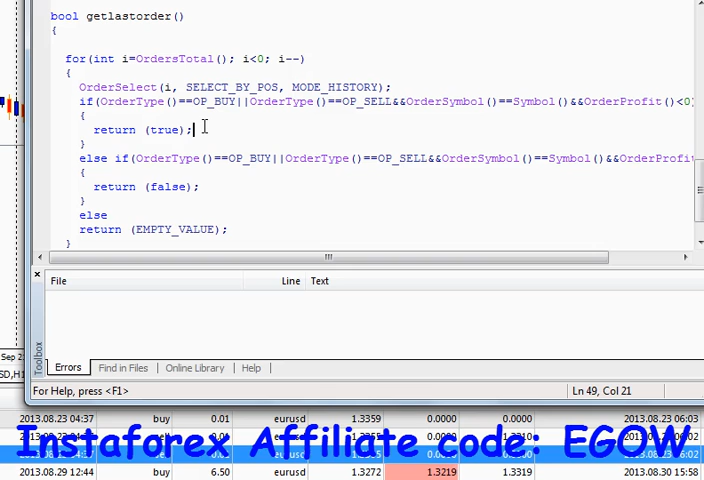 bool getlastorder()
{
for(int i=OrdersTotal(); i<0; i--)
{
OrderSelect(i, SELECT_BY_POS, MODE_HISTORY);
if(OrderType()==OP_BUY||OrderType()==OP_SELL&&OrderSymbol()==Symbol()&&OrderProfit()<0)
{
return (true);
}
else if(OrderType()==OP_BUY||OrderType()==OP_SELL&&OrderSymbol()==Symbol()&&OrderProfit
{
return (false);
}
else
return (EMPTY_VALUE);
}
File Line Text
Toolbox
Errors Find in Files Online Library Help
For Help, press <F1> Ln 49, Col 21
Sep 2
SD,H1
2013.08.23 04:37 buy 0.01 eurusd 1.3359 0.0000 0.0000 2013.08.23 06:03
Instaforex Affiliate code: EGOW
2013.08.29 12:44 buy 6.50 eurusd 1.3272 1.3219 1.3319 2013.08.30 15:58